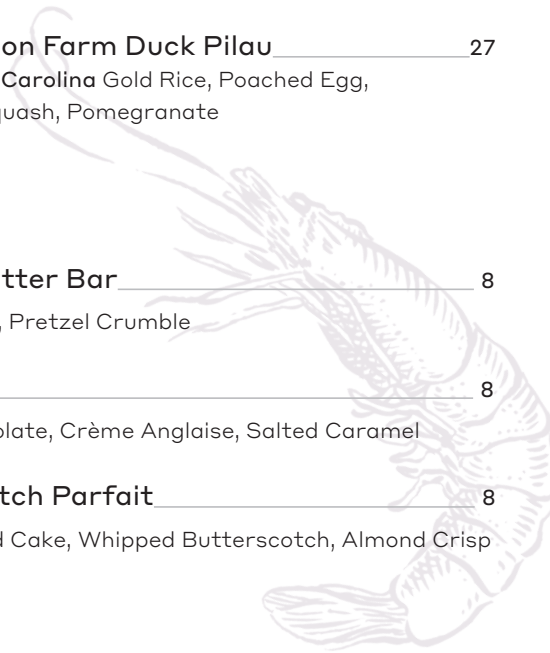 on Farm Duck Pilau 27
Carolina Gold Rice, Poached Egg,
quash, Pomegranate
tter Bar 8
, Pretzel Crumble
8
olate, Crème Anglaise, Salted Caramel
tch Parfait 8
d Cake, Whipped Butterscotch, Almond Crisp